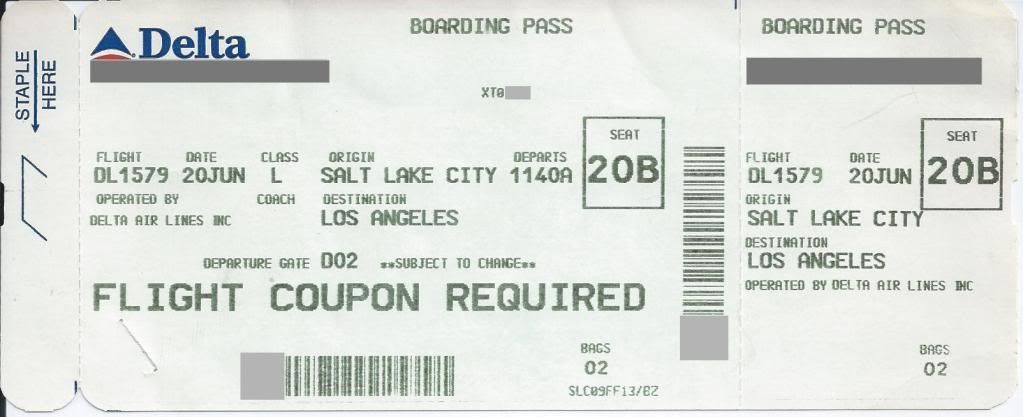 STAPLE HERE
Delta
BOARDING PASS
XT0
SEAT
20B
FLIGHT DATE CLASS ORIGIN DEPARTS
DL1579 20JUN L SALT LAKE CITY 1140A
OPERATED BY COACH DESTINATION
DELTA AIR LINES INC LOS ANGELES
DEPARTURE GATE D02 **SUBJECT TO CHANGE**
FLIGHT COUPON REQUIRED
BAGS
02
SLC09FF13/BZ
BOARDING PASS
SEAT
20B
FLIGHT DATE
DL1579 20JUN
ORIGIN
SALT LAKE CITY
DESTINATION
LOS ANGELES
OPERATED BY DELTA AIR LINES INC
BAGS
02